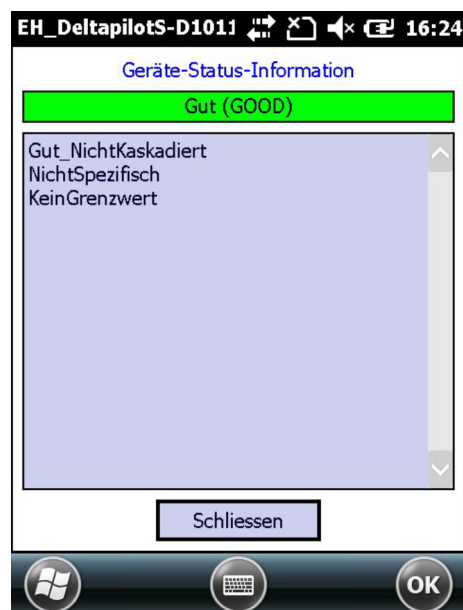 EH_DeltapilotS-D1011 16:24
Geräte-Status-Information
Gut (GOOD)
Gut_NichtKaskadiert
NichtSpezifisch
KeinGrenzwert
Schliessen
OK